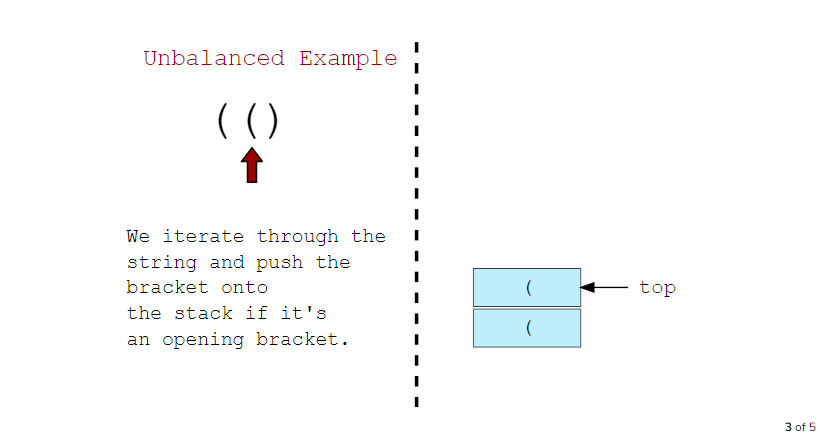 Unbalanced Example
( ()
We iterate through the
string and push the
bracket onto
the stack if it's
an opening bracket.
( top
(
3 of 5